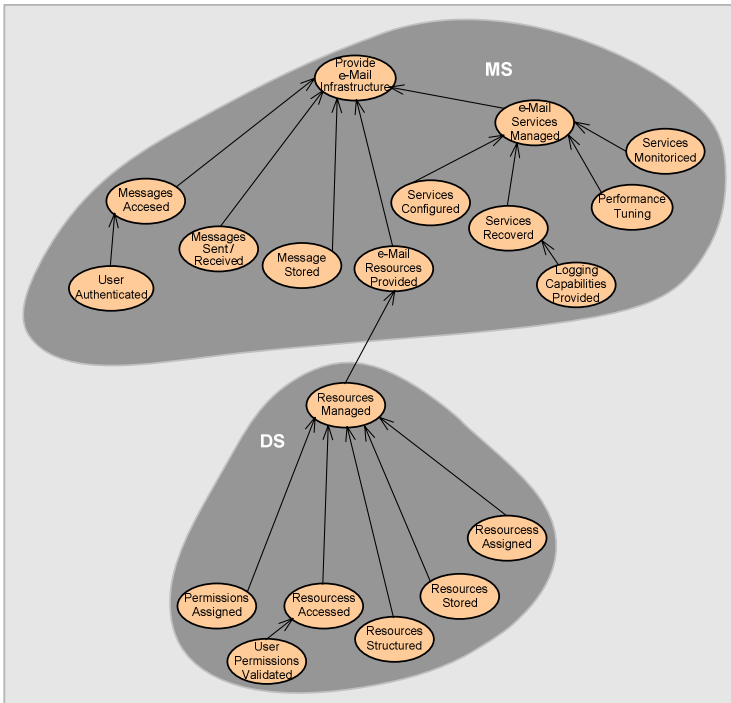 Provide
e-Mail
Infrastructure
MS
e-Mail
Services
Managed
Services
Monitoriced
Messages
Accesed
Services
Configured
Performance
Tuning
Messages
Sent/
Received
Services
Recoverd
Message
Stored
e-Mail
Resources
Provided
User
Authenticated
Logging
Capabilities
Provided
Resources
Managed
DS
Resourcess
Assigned
Permissions
Assigned
Resourcess
Accessed
Resources
Stored
Resources
Structured
User
Permissions
Validated